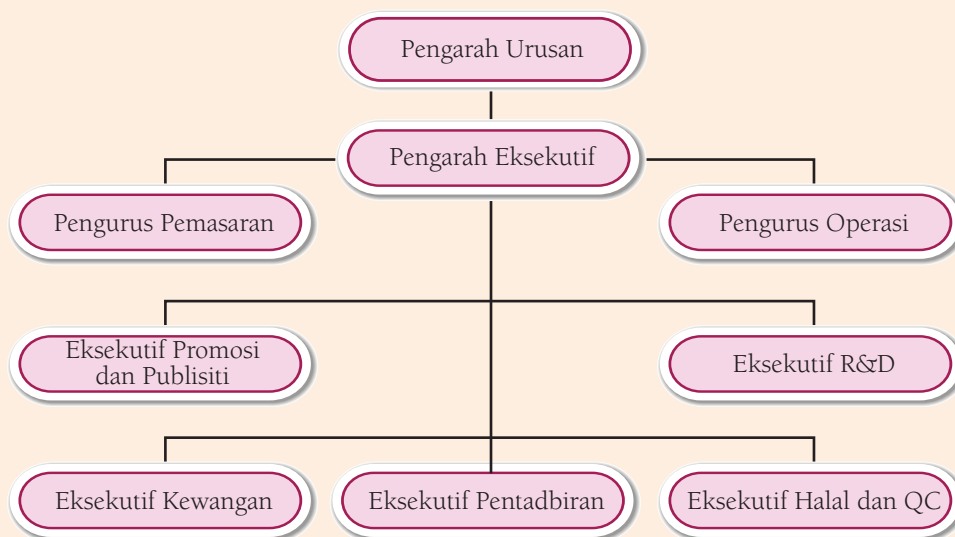 Pengarah Urusan
Pengarah Eksekutif
Pengurus Pemasaran
Pengurus Operasi
Eksekutif Promosi
dan Publisiti
Eksekutif R&D
Eksekutif Kewangan
Eksekutif Pentadbiran
Eksekutif Halal dan QC